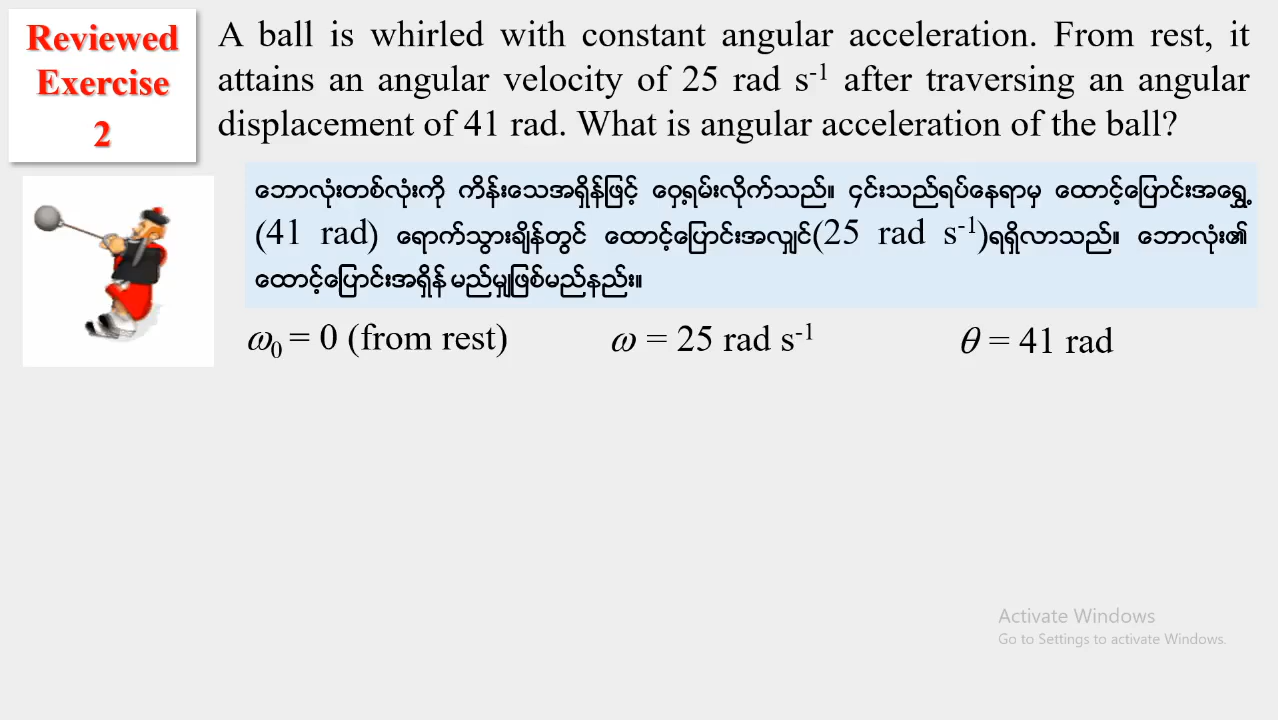 Reviewed
Exercise
2
A ball is whirled with constant angular acceleration. From rest, it
attains an angular velocity of 25 rad s⁻¹ after traversing an angular
displacement of 41 rad. What is angular acceleration of the ball?
ဘောလုံးတစ်လုံးကို ကိန်းသေအရှိန်ဖြင့် ဝှေ့ရမ်းလိုက်သည်။ ၄င်းသည်ရပ်နေရာမှ ထောင့်ပြောင်းအရွှေ့
(41 rad) ရောက်သွားချိန်တွင် ထောင့်ပြောင်းအလျှင်(25 rad s⁻¹)ရရှိလာသည်။ ဘောလုံး၏
ထောင့်ပြောင်းအရှိန် မည်မျှဖြစ်မည်နည်း။
ω₀ = 0 (from rest) ω = 25 rad s⁻¹ θ = 41 rad
Activate Windows
Go to Settings to activate Windows.